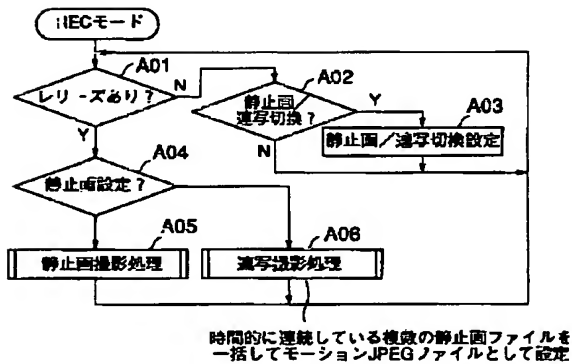 RECモード
A01
レリーズあり?
N
Y
A02
静止画/
連写切換?
Y
N
A03
静止画/連写切換設定
A04
静止画設定?
A05
静止画撮影処理
A06
連写撮影処理
時間的に連続している複数の静止画ファイルを
一括してモーションJPEGファイルとして設定